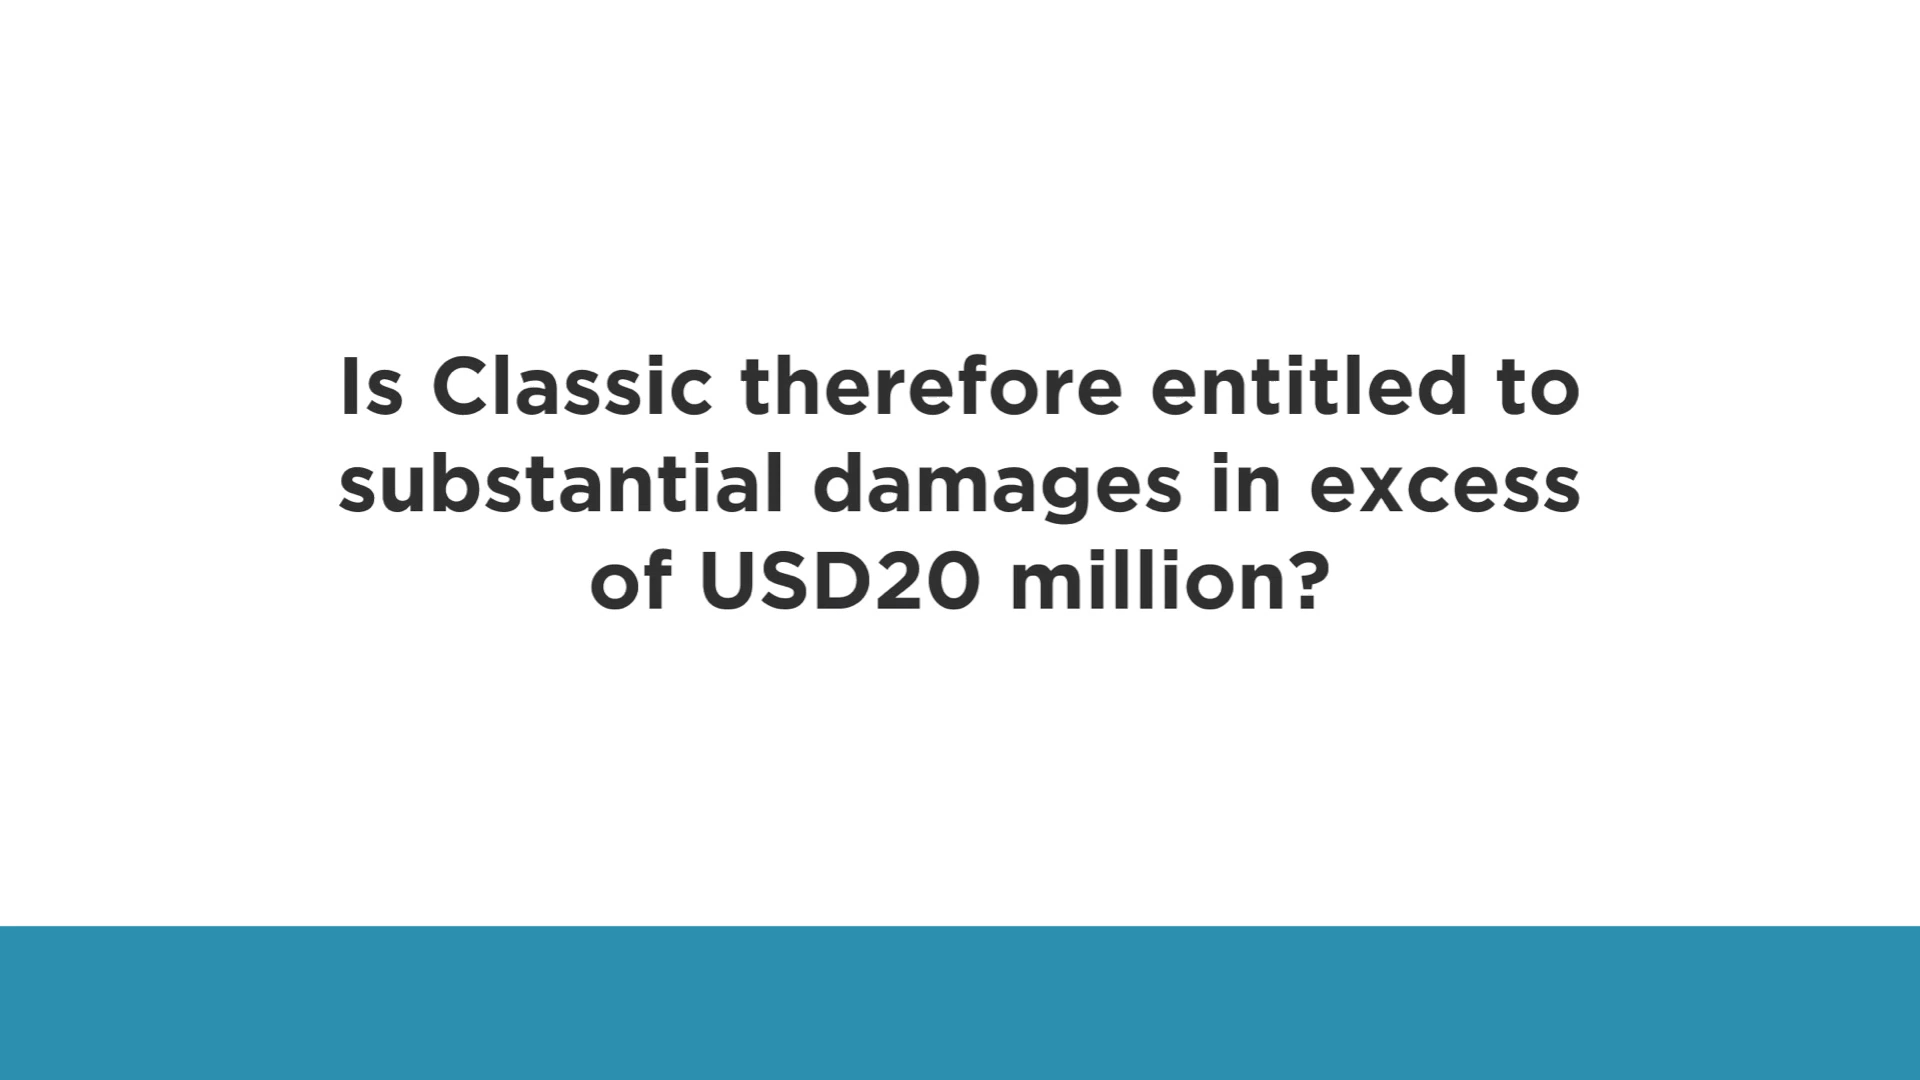 Is Classic therefore entitled to
substantial damages in excess
of USD20 million?